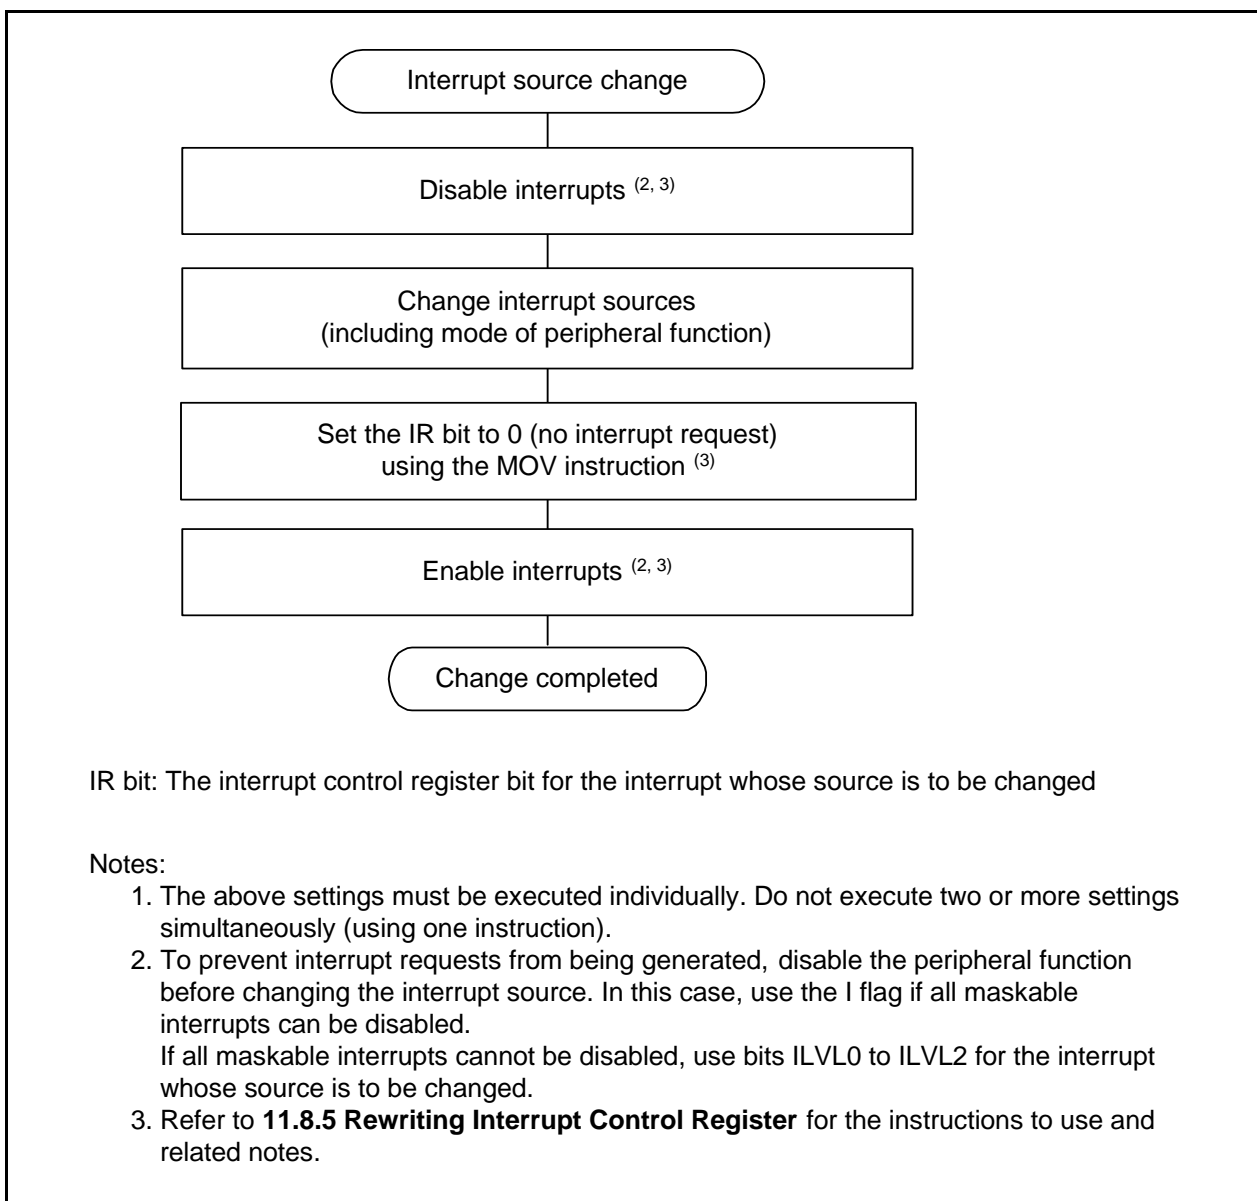 Interrupt source change
Disable interrupts (2, 3)
Change interrupt sources
(including mode of peripheral function)
Set the IR bit to 0 (no interrupt request)
using the MOV instruction (3)
Enable interrupts (2, 3)
Change completed
IR bit: The interrupt control register bit for the interrupt whose source is to be changed
Notes:
1. The above settings must be executed individually. Do not execute two or more settings
simultaneously (using one instruction).
2. To prevent interrupt requests from being generated, disable the peripheral function
before changing the interrupt source. In this case, use the I flag if all maskable
interrupts can be disabled.
If all maskable interrupts cannot be disabled, use bits ILVL0 to ILVL2 for the interrupt
whose source is to be changed.
3. Refer to 11.8.5 Rewriting Interrupt Control Register for the instructions to use and
related notes.